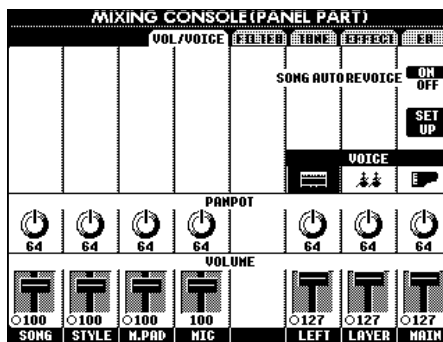 MIXING CONSOLE(PANEL PART)
VOL/VOICE FILTER TUNE EFFECT EQ
SONG AUTO REVOICE ON
OFF
SET
UP
VOICE
PANPOT
64 64 64 64 64 64 64
VOLUME
100 100 100 100 127 127 127
SONG STYLE M.PAD MIC LEFT LAYER MAIN